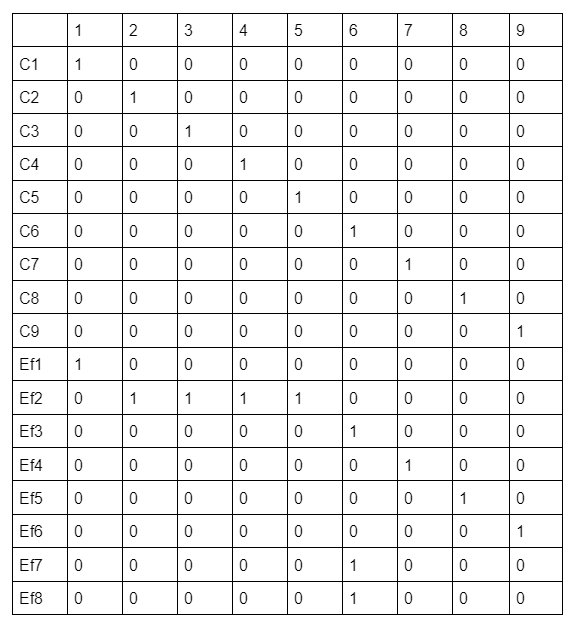 1 2 3 4 5 6 7 8 9
C1 1 0 0 0 0 0 0 0 0
C2 0 1 0 0 0 0 0 0 0
C3 0 0 1 0 0 0 0 0 0
C4 0 0 0 1 0 0 0 0 0
C5 0 0 0 0 1 0 0 0 0
C6 0 0 0 0 0 1 0 0 0
C7 0 0 0 0 0 0 1 0 0
C8 0 0 0 0 0 0 0 1 0
C9 0 0 0 0 0 0 0 0 1
Ef1 1 0 0 0 0 0 0 0 0
Ef2 0 1 1 1 1 0 0 0 0
Ef3 0 0 0 0 0 1 0 0 0
Ef4 0 0 0 0 0 0 1 0 0
Ef5 0 0 0 0 0 0 0 1 0
Ef6 0 0 0 0 0 0 0 0 1
Ef7 0 0 0 0 0 1 0 0 0
Ef8 0 0 0 0 0 1 0 0 0